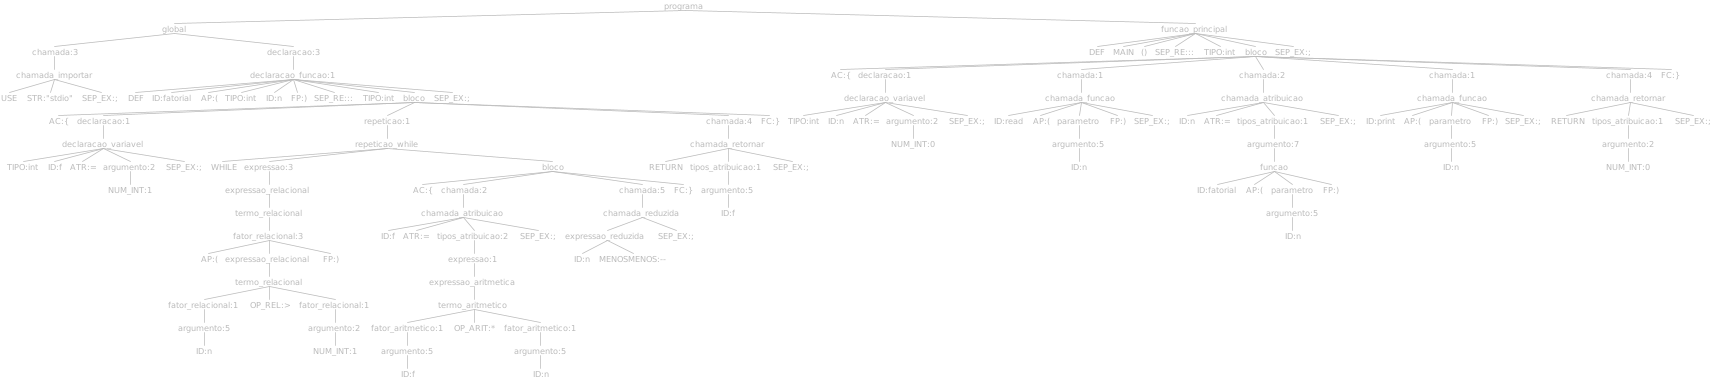 programa
global funcao_principal
chamada:3 declaracao:3 DEF MAIN () SEP_RE::: TIPO:int bloco SEP_EX:;
chamada_importar declaracao_funcao:1 AC:{ declaracao:1 chamada:1 chamada:2 chamada:1 chamada:4 FC:}
USE STR:"stdio" SEP_EX:; DEF ID:fatorial AP:( TIPO:int ID:n FP:) SEP_RE::: TIPO:int bloco SEP_EX:; declaracao_variavel chamada_funcao chamada_atribuicao chamada_funcao chamada_retornar
AC:{ declaracao:1 repeticao:1 chamada:4 FC:} TIPO:int ID:n ATR:= argumento:2 SEP_EX:; ID:read AP:( parametro FP:) SEP_EX:; ID:n ATR:= tipos_atribuicao:1 SEP_EX:; ID:print AP:( parametro FP:) SEP_EX:; RETURN tipos_atribuicao:1 SEP_EX:;
declaracao_variavel repeticao_while chamada_retornar NUM_INT:0 argumento:5 argumento:7 argumento:5 argumento:2
TIPO:int ID:f ATR:= argumento:2 SEP_EX:; WHILE expressao:3 bloco RETURN tipos_atribuicao:1 SEP_EX:; ID:n funcao ID:n NUM_INT:0
NUM_INT:1 expressao_relacional AC:{ chamada:2 chamada:5 FC:} argumento:5 ID:fatorial AP:( parametro FP:)
termo_relacional chamada_atribuicao chamada_reduzida ID:f argumento:5
fator_relacional:3 ID:f ATR:= tipos_atribuicao:2 SEP_EX:; expressao_reduzida SEP_EX:; ID:n
AP:( expressao_relacional FP:) expressao:1 ID:n MENOSMENOS:--
termo_relacional expressao_aritmetica
fator_relacional:1 OP_REL:> fator_relacional:1 termo_aritmetico
argumento:5 argumento:2 fator_aritmetico:1 OP_ARIT:* fator_aritmetico:1
ID:n NUM_INT:1 argumento:5 argumento:5
ID:f ID:n